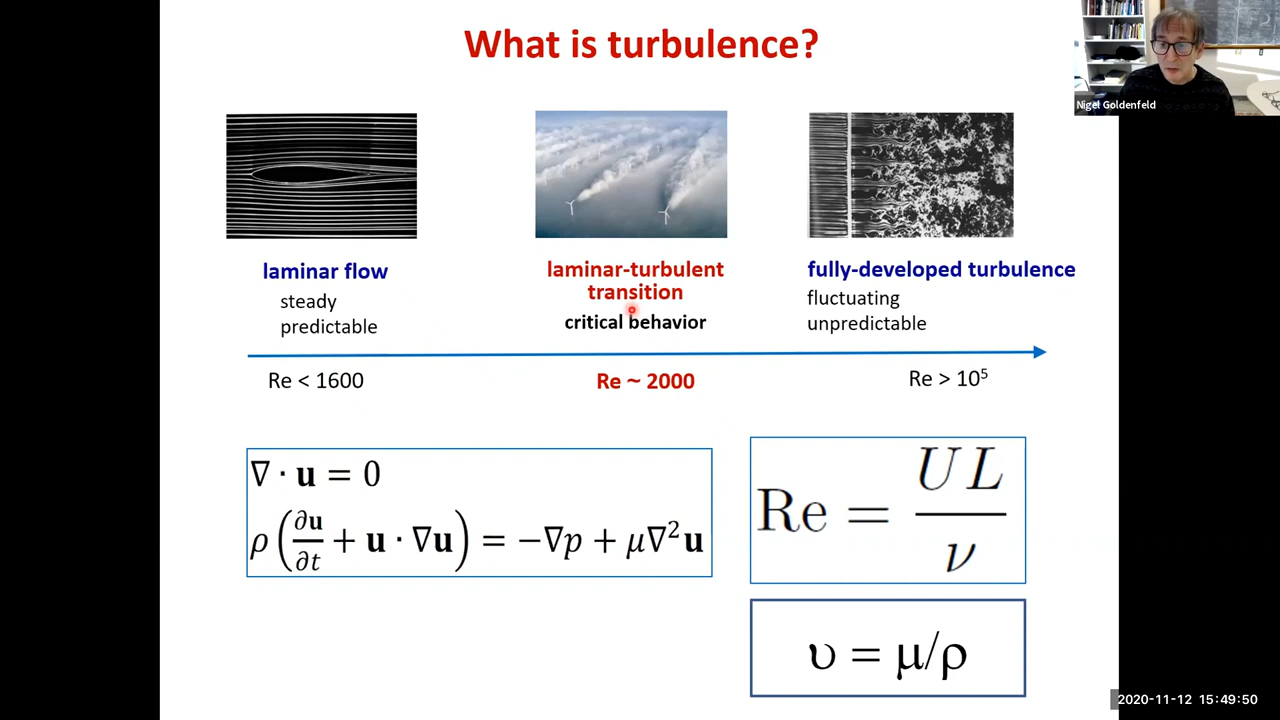 What is turbulence?
Nigel Goldenfeld
laminar flow
steady
predictable
laminar-turbulent
transition
critical behavior
fully-developed turbulence
fluctuating
unpredictable
Re < 1600
Re ~ 2000
Re > 10⁵
∇ · u = 0
ρ(∂u/∂t + u · ∇u) = −∇p + μ∇²u
Re = UL/ν
υ = μ/ρ
2020-11-12 15:49:50